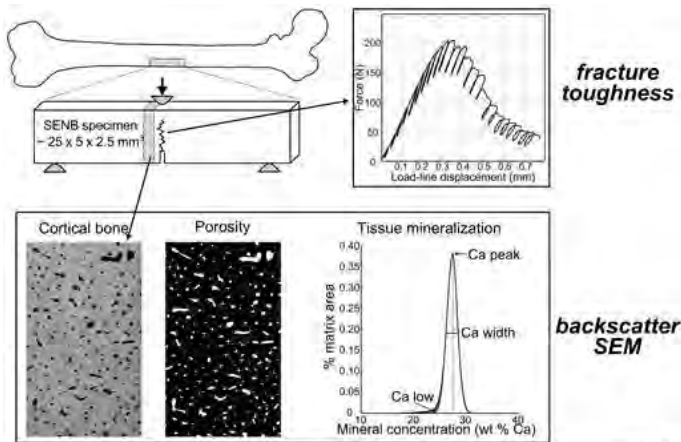 SENB specimen
~ 25 x 5 x 2.5 mm³
Force (N)
200
150
100
50
0
0.1 0.2 0.3 0.4 0.5 0.6 0.7
Load-line displacement (mm)
fracture
toughness
Cortical bone
Porosity
Tissue mineralization
% matrix area
0.40
0.35
0.30
0.25
0.20
0.15
0.10
0.05
0
Ca peak
Ca width
Ca low
10 20 30 40
Mineral concentration (wt % Ca)
backscatter
SEM